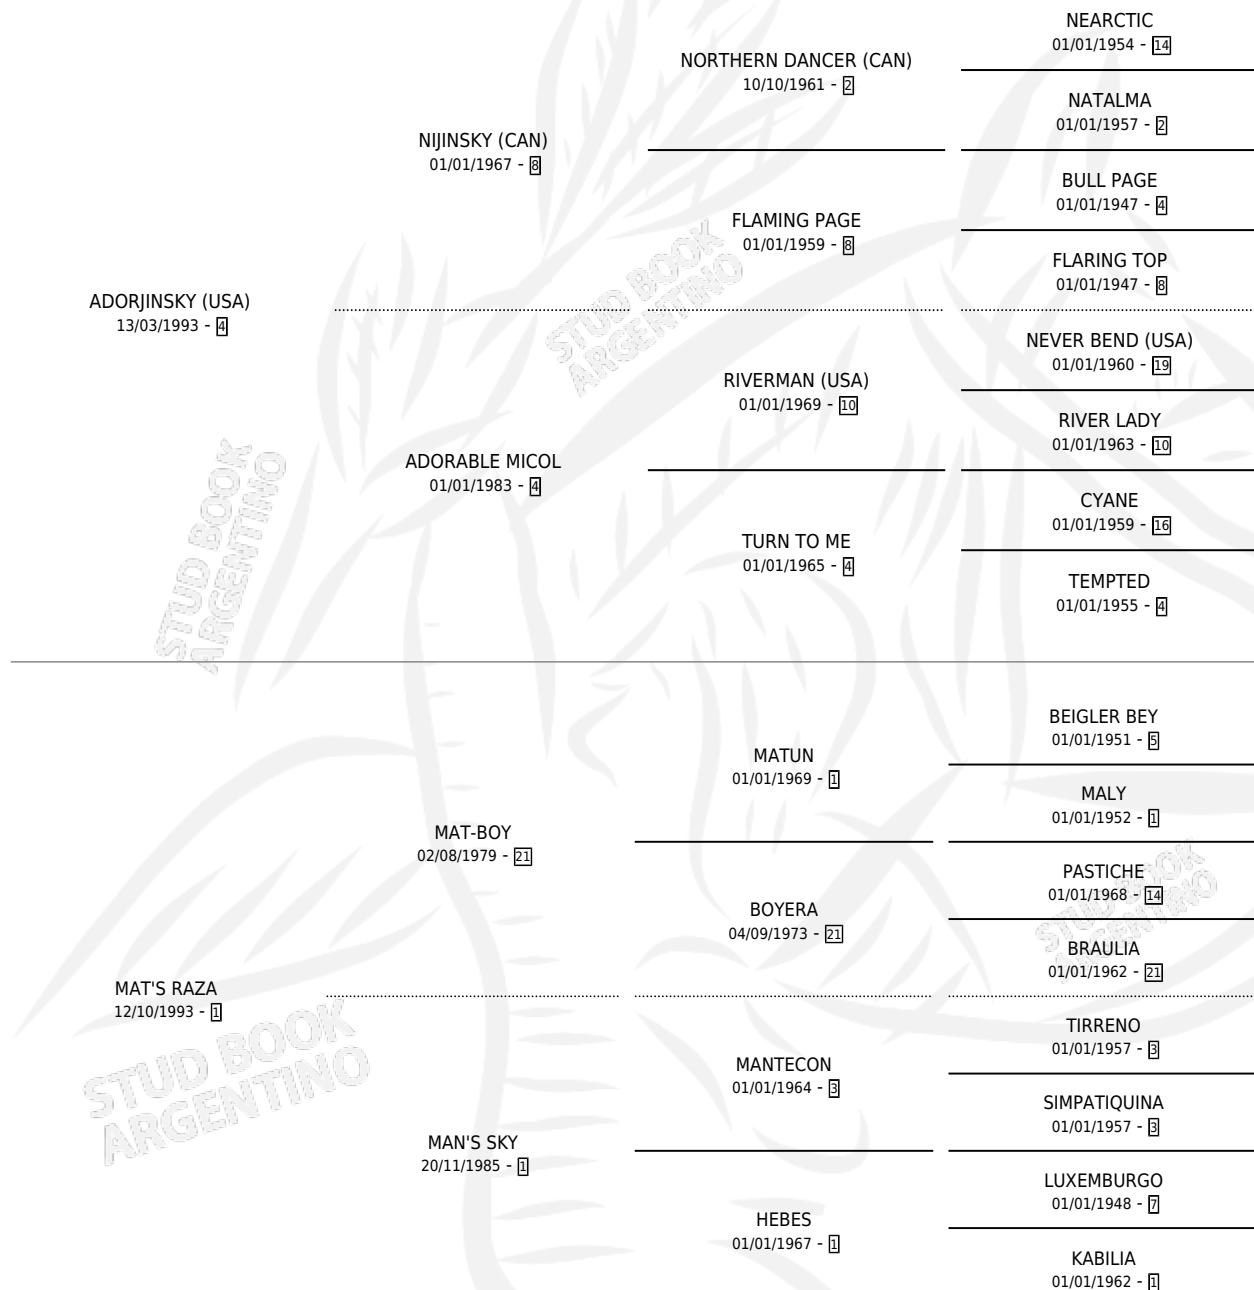 NEARCTIC
01/01/1954 - 14
NORTHERN DANCER (CAN)
10/10/1961 - 2
NATALMA
01/01/1957 - 2
NIJINSKY (CAN)
01/01/1967 - 8
BULL PAGE
01/01/1947 - 4
FLAMING PAGE
01/01/1959 - 8
FLARING TOP
01/01/1947 - 8
ADORJINSKY (USA)
13/03/1993 - 4
STUD BOOK
ARGENTINO
NEVER BEND (USA)
01/01/1960 - 19
RIVERMAN (USA)
01/01/1969 - 10
RIVER LADY
01/01/1963 - 10
ADORABLE MICOL
01/01/1983 - 4
CYANE
01/01/1959 - 16
TURN TO ME
01/01/1965 - 4
TEMPTED
01/01/1955 - 4
STUD BOOK
ARGENTINO
BEIGLER BEY
01/01/1951 - 5
MATUN
01/01/1969 - 1
MALY
01/01/1952 - 1
MAT-BOY
02/08/1979 - 21
PASTICHE
01/01/1968 - 14
STUD BOOK
ARGENTINO
BOYERA
04/09/1973 - 21
BRAULIA
01/01/1962 - 21
MAT'S RAZA
12/10/1993 - 1
STUD BOOK
ARGENTINO
TIRRENO
01/01/1957 - 3
MANTECON
01/01/1964 - 3
SIMPATIQUINA
01/01/1957 - 3
MAN'S SKY
20/11/1985 - 1
LUXEMBURGO
01/01/1948 - 7
HEBES
01/01/1967 - 1
KABILIA
01/01/1962 - 1